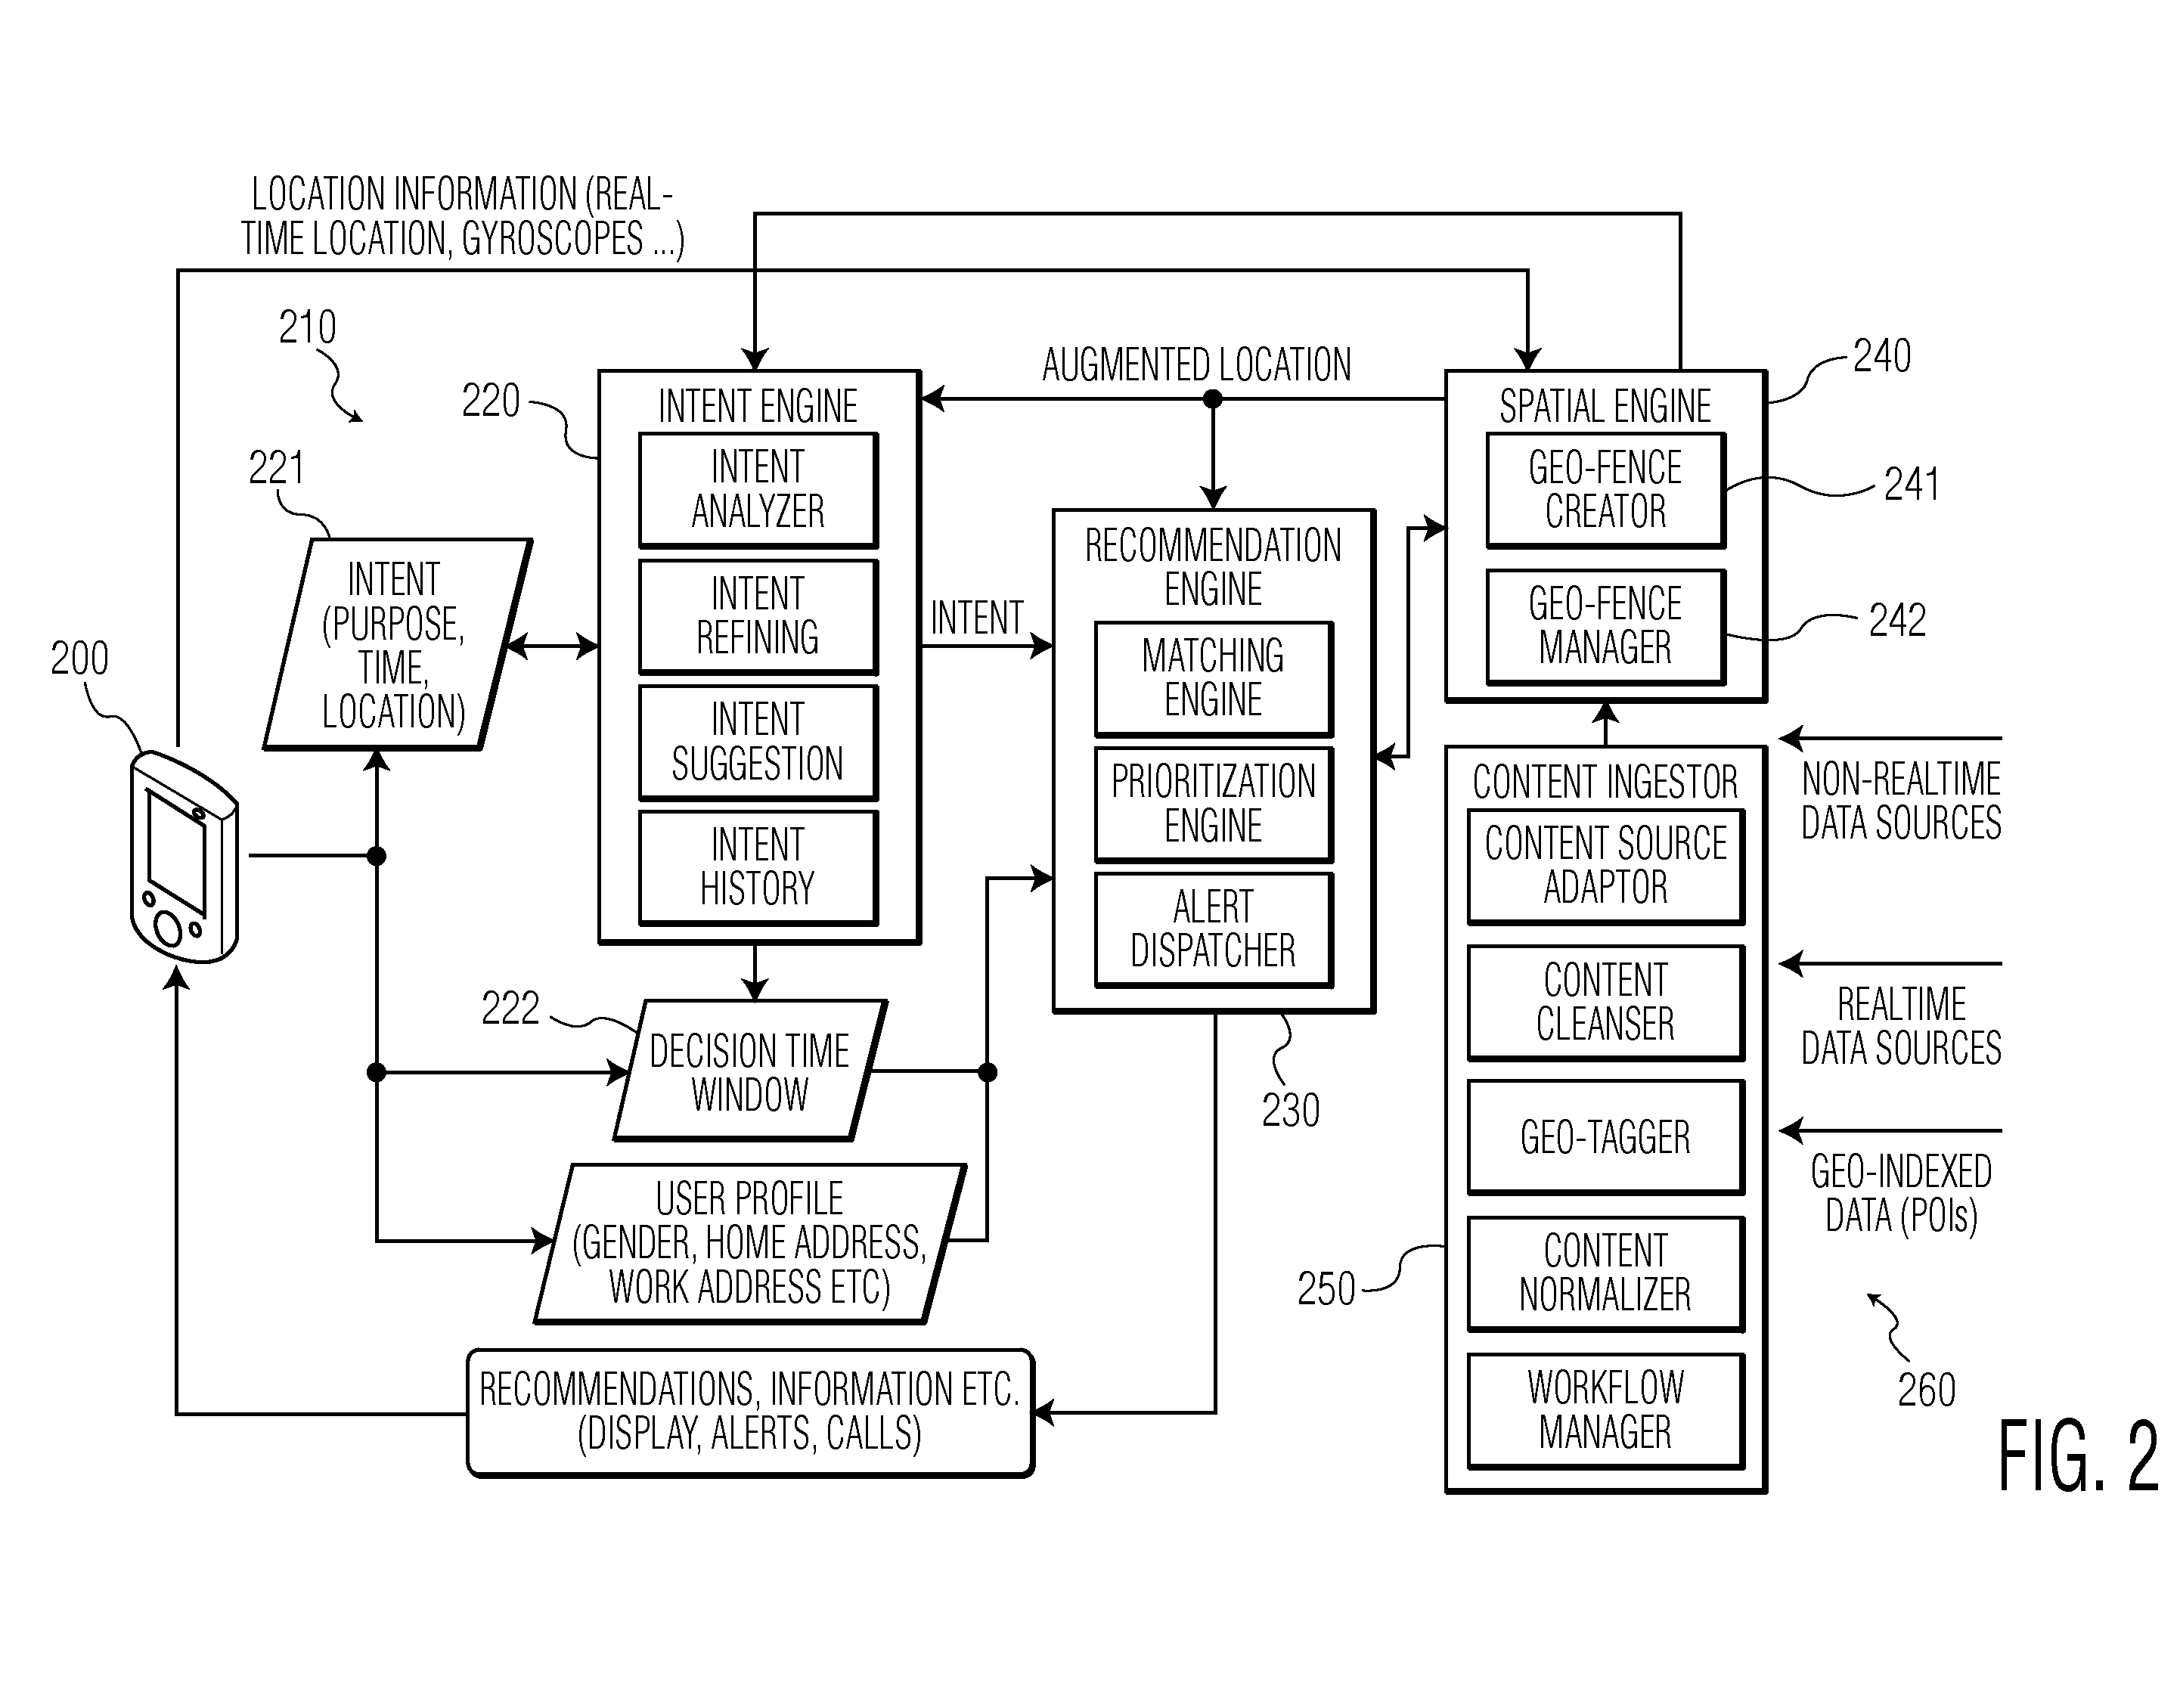 LOCATION INFORMATION (REAL-
TIME LOCATION, GYROSCOPES ...)
210
220
221
200
INTENT
(PURPOSE,
TIME,
LOCATION)
INTENT ENGINE
INTENT
ANALYZER
INTENT
REFINING
INTENT
SUGGESTION
INTENT
HISTORY
AUGMENTED LOCATION
INTENT
RECOMMENDATION
ENGINE
MATCHING
ENGINE
PRIORITIZATION
ENGINE
ALERT
DISPATCHER
230
SPATIAL ENGINE
GEO-FENCE
CREATOR
GEO-FENCE
MANAGER
240
241
242
222
DECISION TIME
WINDOW
USER PROFILE
(GENDER, HOME ADDRESS,
WORK ADDRESS ETC)
RECOMMENDATIONS, INFORMATION ETC.
(DISPLAY, ALERTS, CALLS)
CONTENT INGESTOR
CONTENT SOURCE
ADAPTOR
CONTENT
CLEANSER
GEO-TAGGER
CONTENT
NORMALIZER
WORKFLOW
MANAGER
250
NON-REALTIME
DATA SOURCES
REALTIME
DATA SOURCES
GEO-INDEXED
DATA (POIs)
260
FIG. 2